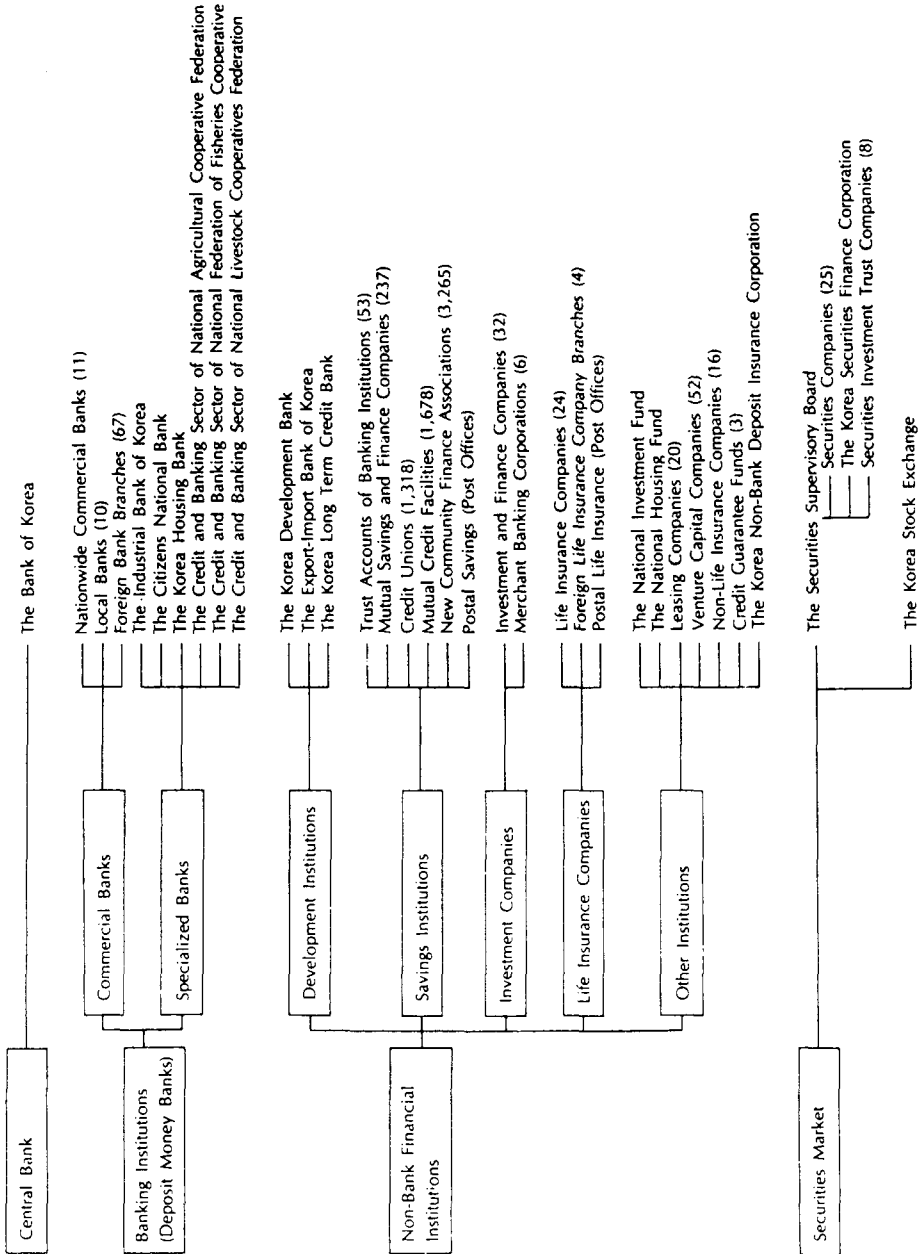 Central Bank
The Bank of Korea
Banking Institutions
(Deposit Money Banks)
Commercial Banks
Nationwide Commercial Banks (11)
Local Banks (10)
Foreign Bank Branches (67)
Specialized Banks
The Industrial Bank of Korea
The Citizens National Bank
The Korea Housing Bank
The Credit and Banking Sector of National Agricultural Cooperative Federation
The Credit and Banking Sector of National Federation of Fisheries Cooperative
The Credit and Banking Sector of National Livestock Cooperatives Federation
Non-Bank Financial
Institutions
Development Institutions
The Korea Development Bank
The Export-Import Bank of Korea
The Korea Long Term Credit Bank
Savings Institutions
Trust Accounts of Banking Institutions (53)
Mutual Savings and Finance Companies (237)
Credit Unions (1,318)
Mutual Credit Facilities (1,678)
New Community Finance Associations (3,265)
Postal Savings (Post Offices)
Investment Companies
Investment and Finance Companies (32)
Merchant Banking Corporations (6)
Life Insurance Companies
Life Insurance Companies (24)
Foreign Life Insurance Company Branches (4)
Postal Life Insurance (Post Offices)
Other Institutions
The National Investment Fund
The National Housing Fund
Leasing Companies (20)
Venture Capital Companies (52)
Non-Life Insurance Companies (16)
Credit Guarantee Funds (3)
The Korea Non-Bank Deposit Insurance Corporation
Securities Market
The Securities Supervisory Board
Securities Companies (25)
The Korea Securities Finance Corporation
Securities Investment Trust Companies (8)
The Korea Stock Exchange